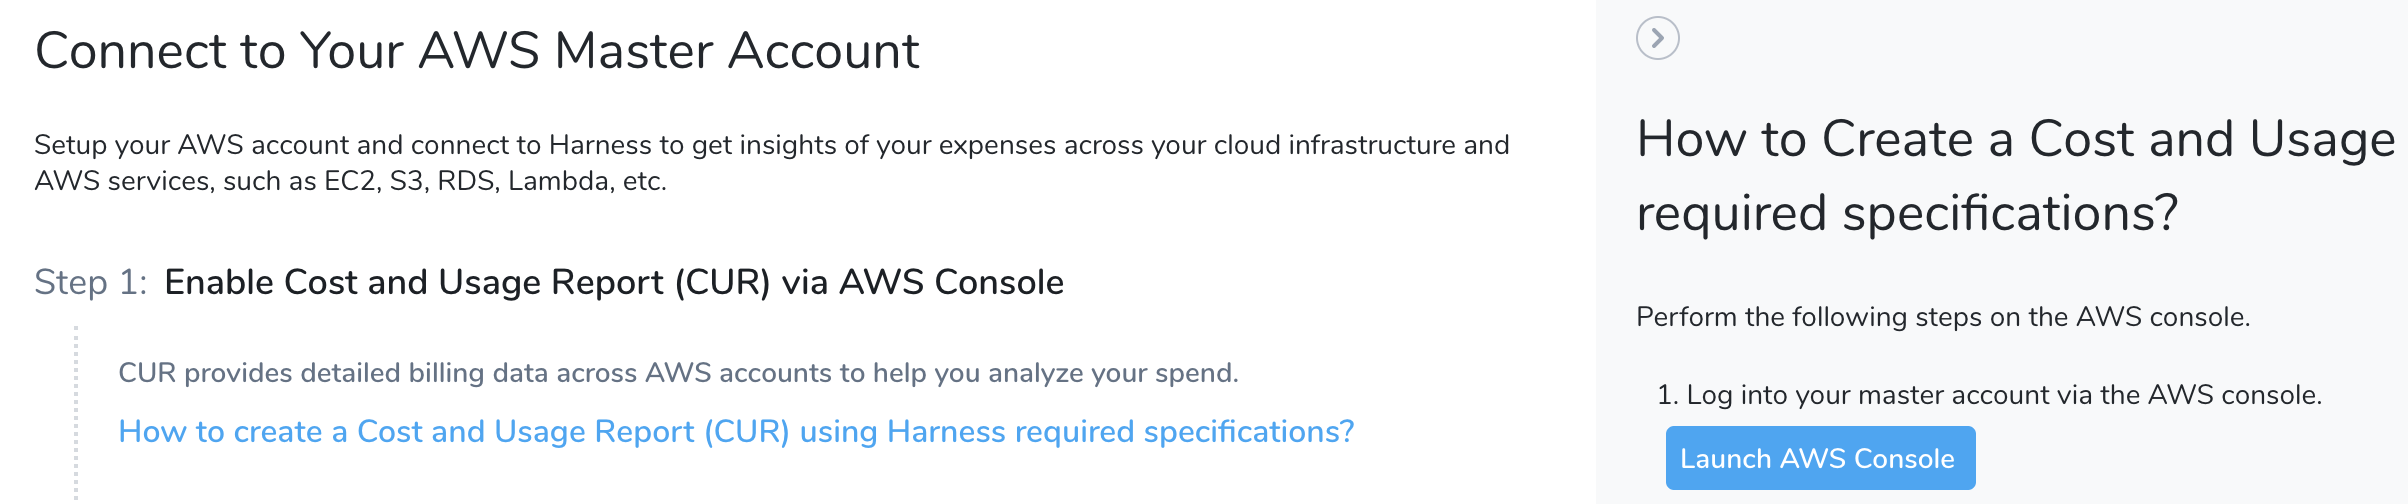 Connect to Your AWS Master Account
Setup your AWS account and connect to Harness to get insights of your expenses across your cloud infrastructure and
AWS services, such as EC2, S3, RDS, Lambda, etc.
Step 1: Enable Cost and Usage Report (CUR) via AWS Console
CUR provides detailed billing data across AWS accounts to help you analyze your spend.
How to create a Cost and Usage Report (CUR) using Harness required specifications?
How to Create a Cost and Usage
required specifications?
Perform the following steps on the AWS console.
1. Log into your master account via the AWS console.
Launch AWS Console